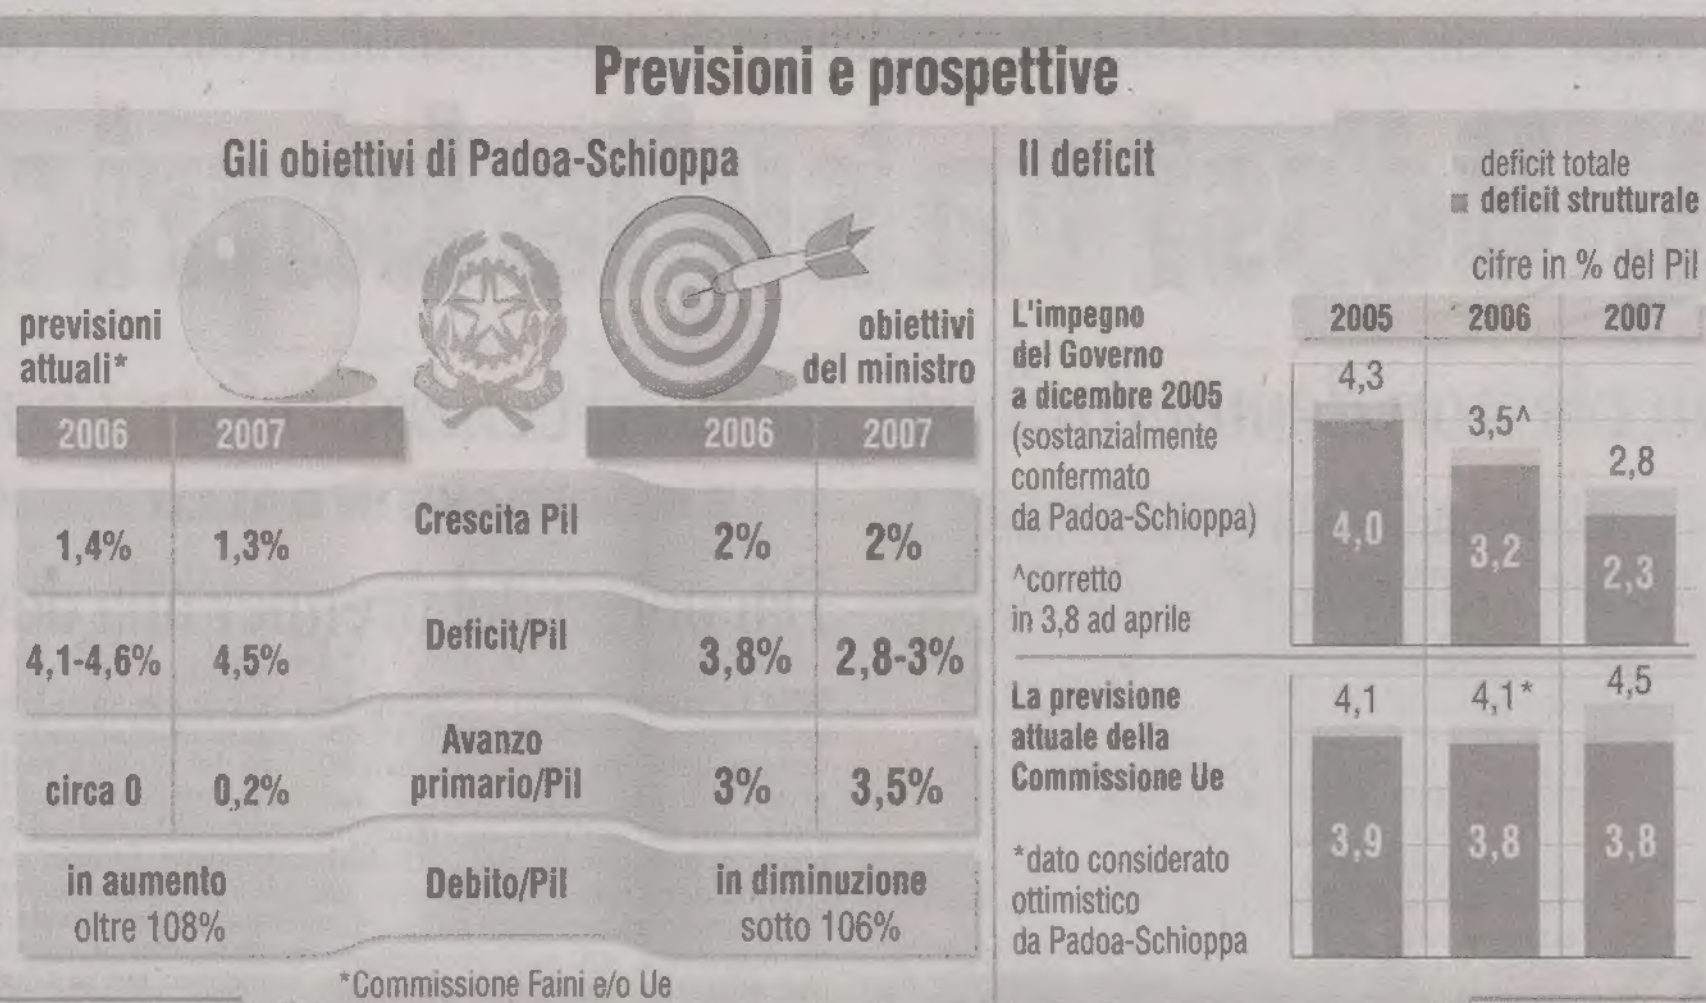 Previsioni e prospettive
Gli obiettivi di Padoa-Schioppa
previsioni
attuali*
obiettivi
del ministro
2006 2007 2006 2007
1,4% 1,3% Crescita Pil 2% 2%
4,1-4,6% 4,5% Deficit/Pil 3,8% 2,8-3%
circa 0 0,2% Avanzo
primario/Pil 3% 3,5%
in aumento
oltre 108%
Debito/Pil
in diminuzione
sotto 106%
*Commissione Faini e/o Ue
Il deficit
deficit totale
deficit strutturale
cifre in % del Pil
L'impegno
del Governo
a dicembre 2005
(sostanzialmente
confermato
da Padoa-Schioppa)
^corretto
in 3,8 ad aprile
2005 2006 2007
4,3 3,5^ 2,8
4,0 3,2 2,3
La previsione
attuale della
Commissione Ue
*dato considerato
ottimistico
da Padoa-Schioppa
4,1 4,1* 4,5
3,9 3,8 3,8